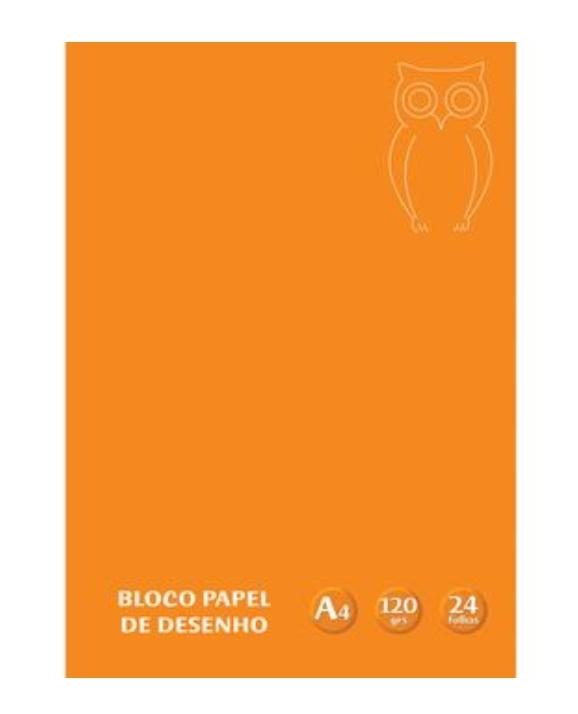 BLOCO PAPEL
DE DESENHO
A4
120
grs
24
Folhas